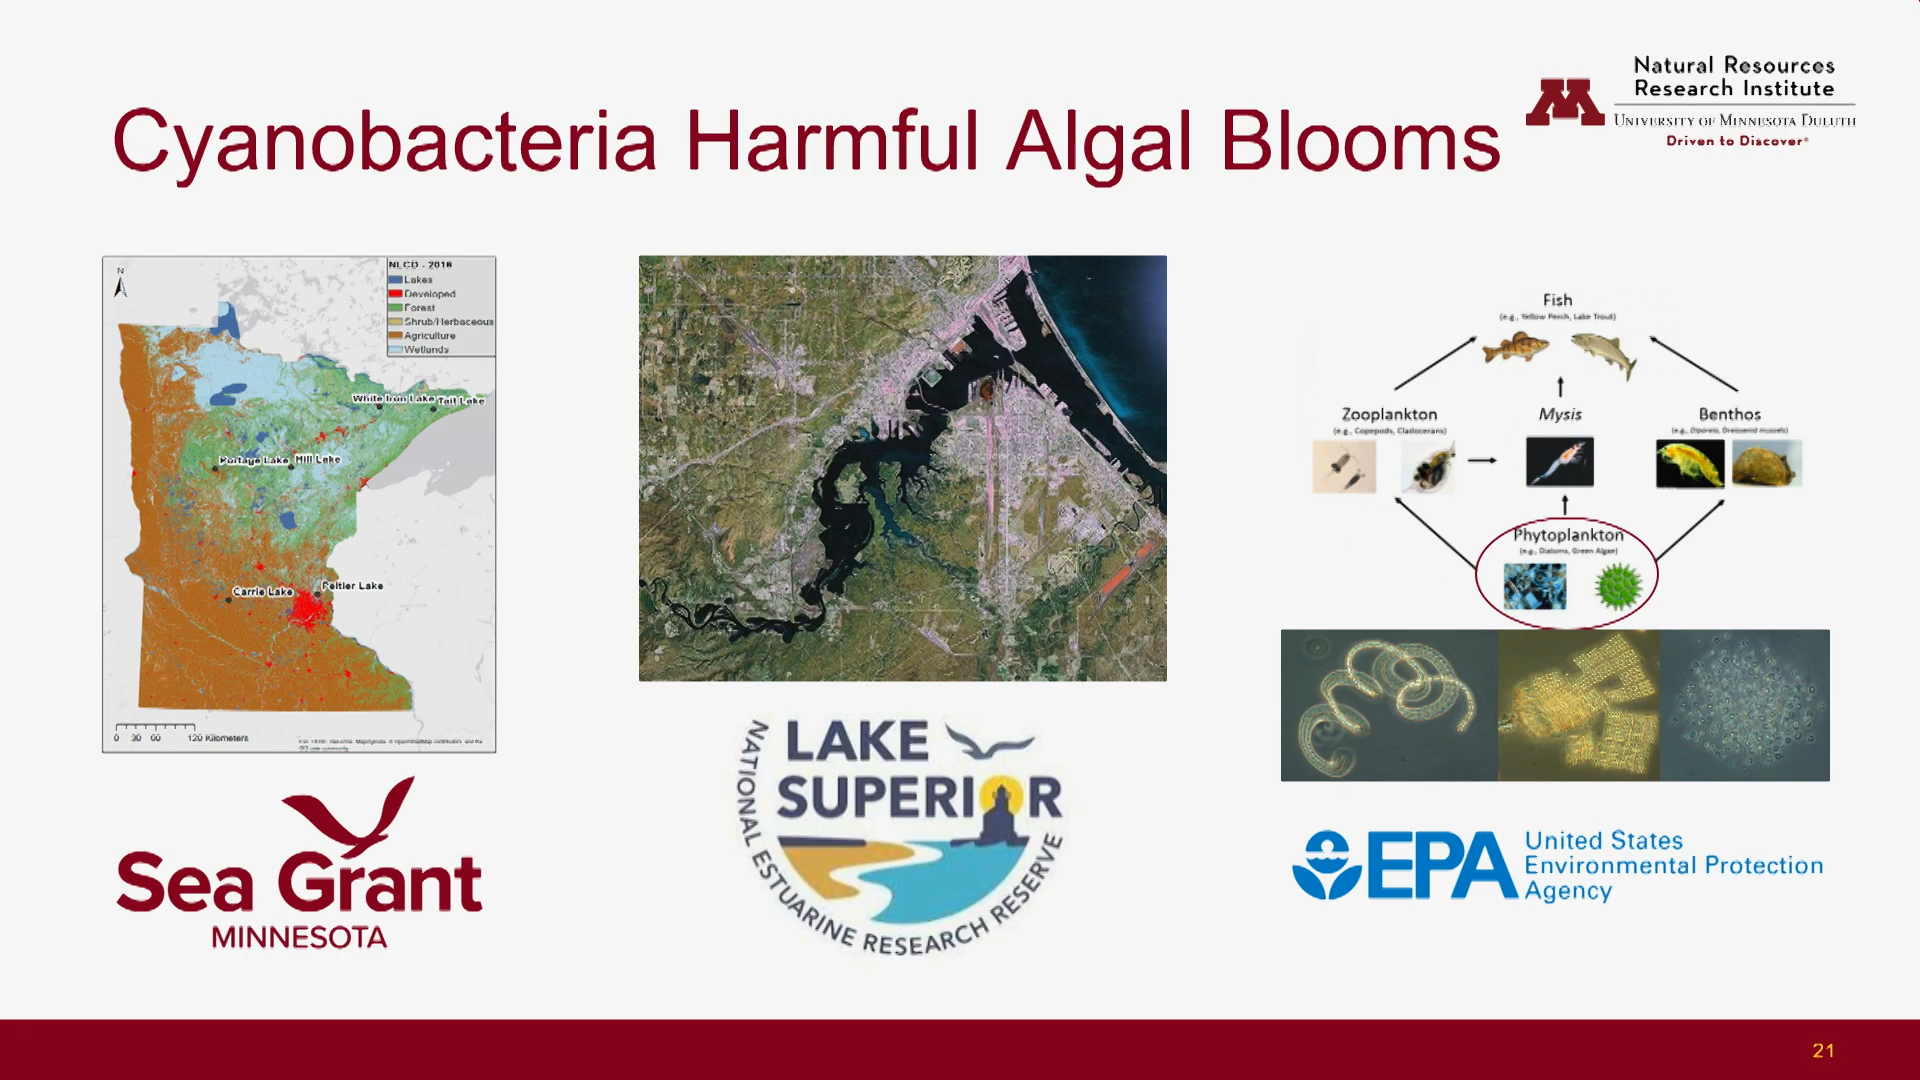 Natural Resources
Research Institute
UNIVERSITY OF MINNESOTA DULUTH
Driven to Discover®
Cyanobacteria Harmful Algal Blooms
N
NLCD - 2016
Lakes
Developed
Forest
Shrub/Herbaceous
Agriculture
Wetlands
White Iron Lake
Tait Lake
Portage Lake
Hill Lake
Carrie Lake
Peltier Lake
0 30 60 120 Kilometers
Sea Grant
MINNESOTA
LAKE
SUPERIOR
NATIONAL ESTUARINE RESEARCH RESERVE
Fish
(e.g., Yellow Perch, Lake Trout)
Zooplankton
(e.g., Copepods, Cladocerans)
Mysis
Benthos
(e.g., Diporeia, Dreissenid mussels)
Phytoplankton
(e.g., Diatoms, Green Algae)
EPA
United States
Environmental Protection
Agency
21